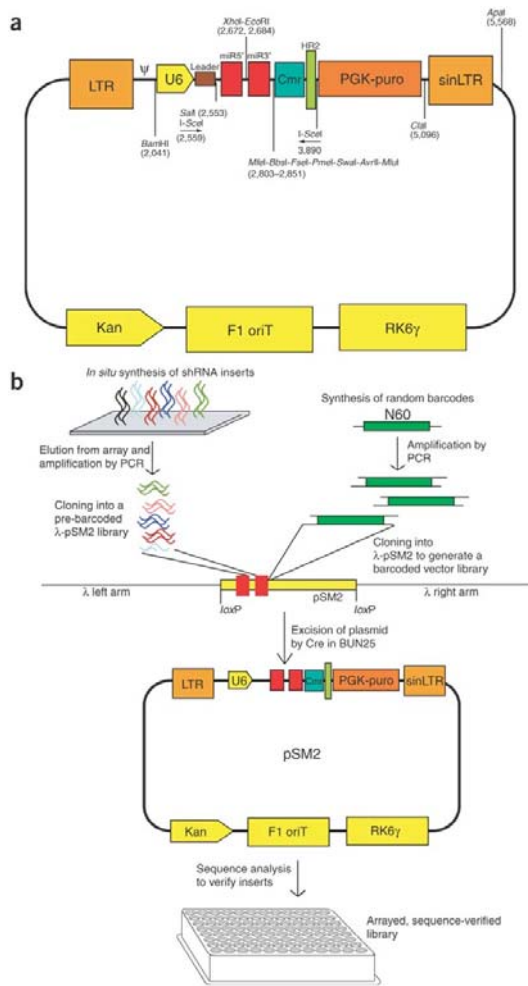 a
ApaI
(5,568)
XhoI-EcoRI
(2,672, 2,684)
HR2
Leader
miR5'
miR3'
LTR
ψ
U6
Cmr
PGK-puro
sinLTR
SalI (2,553)
I-SceI
(2,559)
BamHI
(2,041)
I-SceI
3,890
ClaI
(5,096)
MfeI-BbsI-FseI-PmeI-SwaI-AvrII-MluI
(2,803–2,851)
Kan
F1 oriT
RK6γ
b
In situ synthesis of shRNA inserts
Synthesis of random barcodes
N60
Elution from array and
amplification by PCR
Amplification by
PCR
Cloning into a
pre-barcoded
λ-pSM2 library
Cloning into
λ-pSM2 to generate a
barcoded vector library
λ left arm
pSM2
λ right arm
loxP
loxP
Excision of plasmid
by Cre in BUN25
LTR
U6
Cmr
PGK-puro
sinLTR
pSM2
Kan
F1 oriT
RK6γ
Sequence analysis
to verify inserts
Arrayed, sequence-verified
library